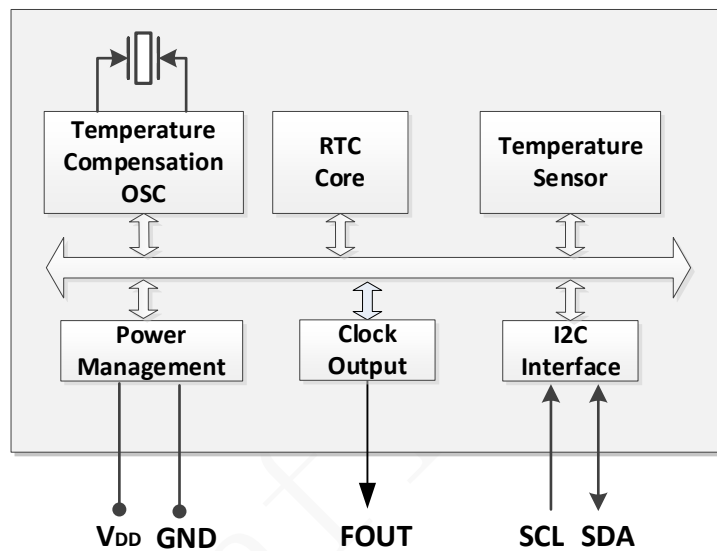 Temperature
Compensation
OSC
RTC
Core
Temperature
Sensor
Power
Management
Clock
Output
I2C
Interface
VDD GND FOUT SCL SDA